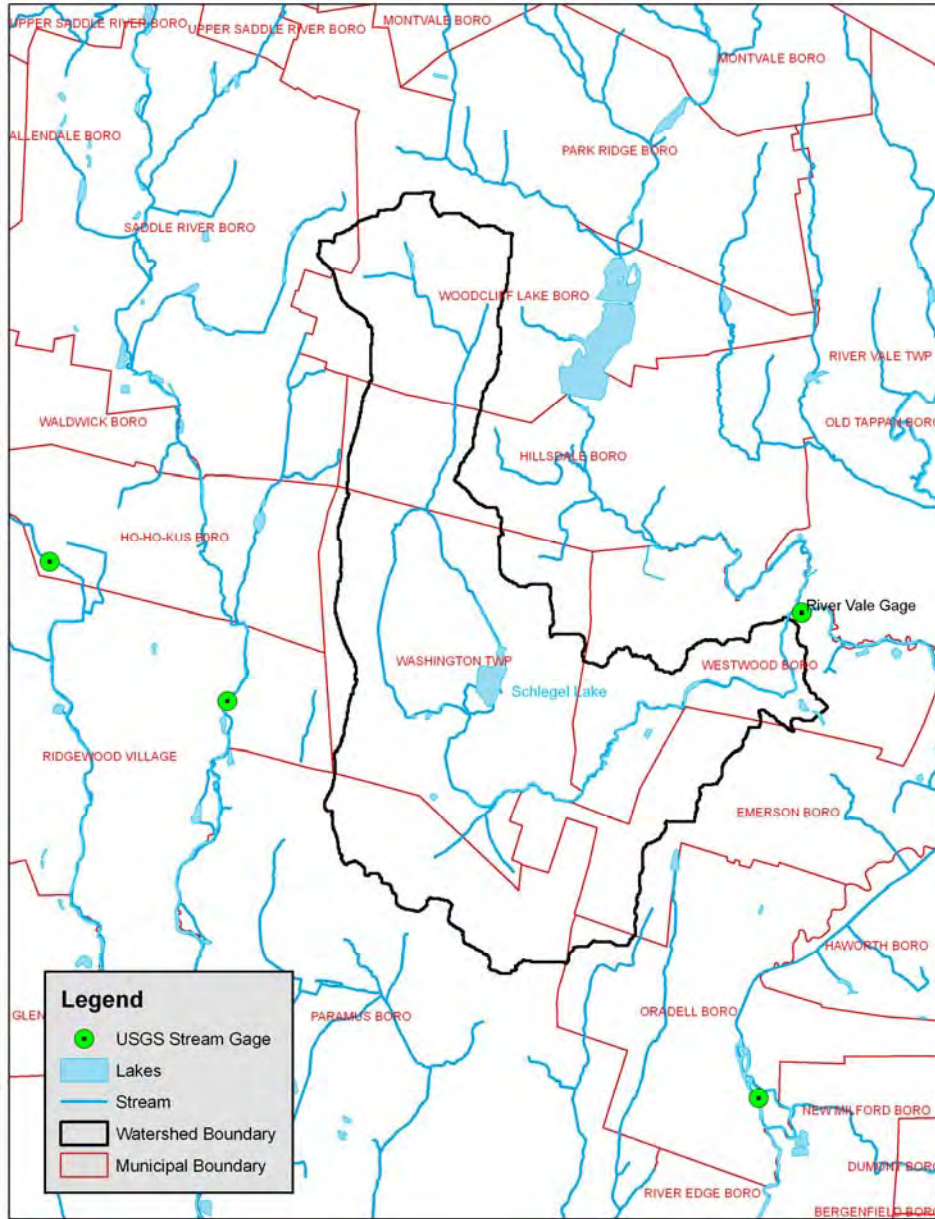 UPPER SADDLE RIVER BORO
UPPER SADDLE RIVER BORO
MONTVALE BORO
MONTVALE BORO
ALLENDALE BORO
PARK RIDGE BORO
SADDLE RIVER BORO
WOODCLIFF LAKE BORO
RIVER VALE TWP
WALDWICK BORO
OLD TAPPAN BORO
HILLSDALE BORO
HO-HO-KUS BORO
River Vale Gage
WASHINGTON TWP
WESTWOOD BORO
Schlegel Lake
RIDGEWOOD VILLAGE
EMERSON BORO
HAWORTH BORO
Legend
GLEN
PARAMUS BORO
ORADELL BORO
USGS Stream Gage
Lakes
Stream
Watershed Boundary
Municipal Boundary
NEW MILFORD BORO
DUMONT BORO
RIVER EDGE BORO
BERGENFIELD BORO